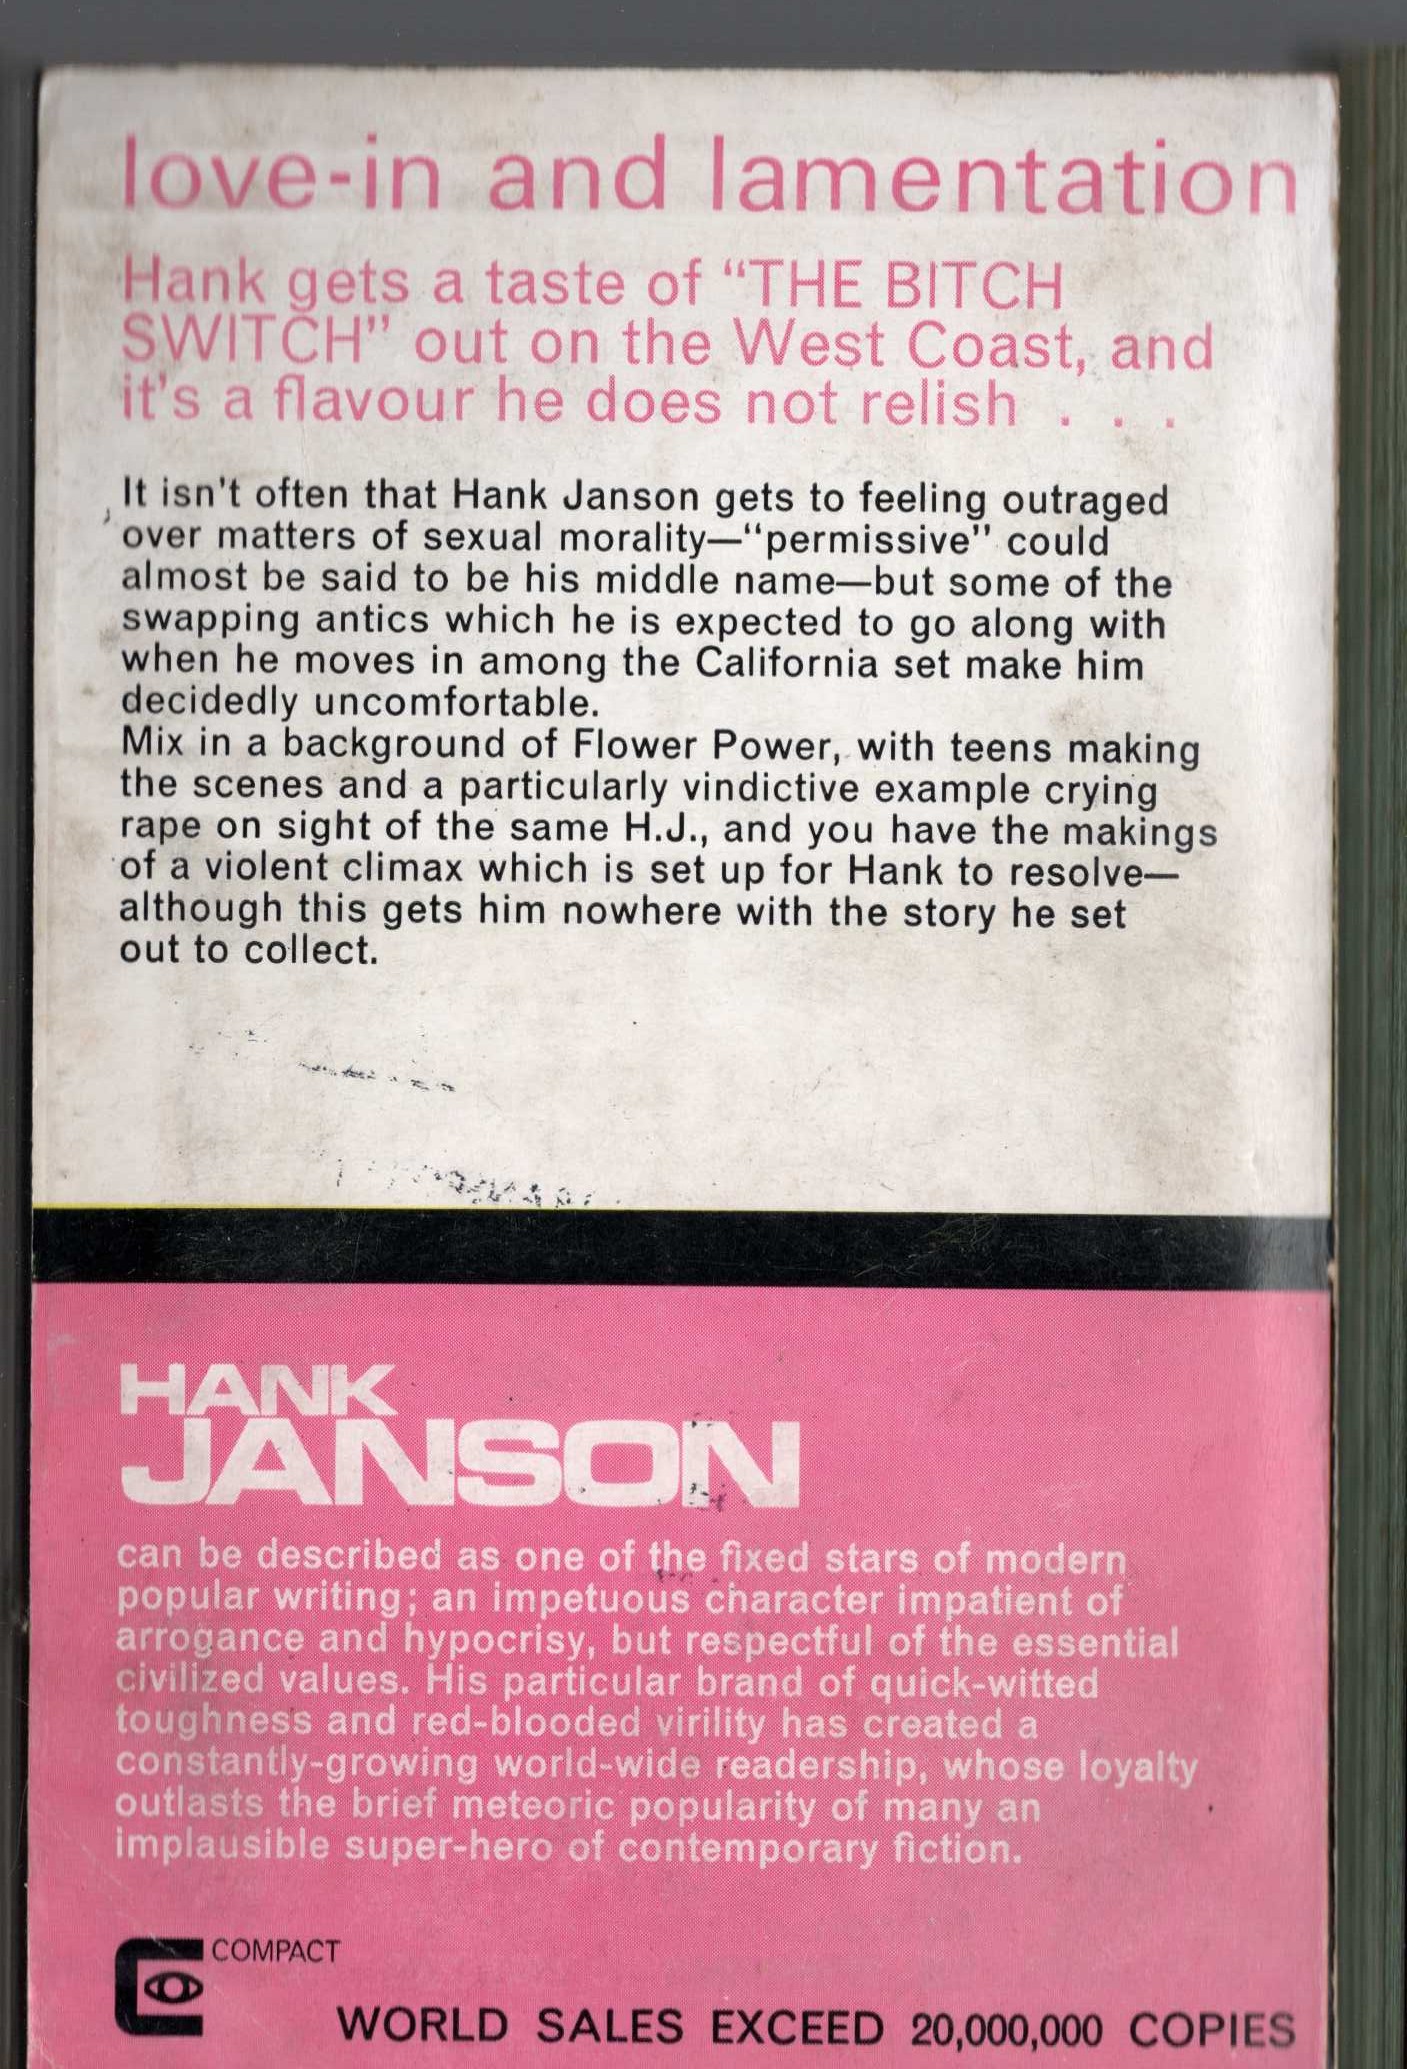 love-in and lamentation
Hank gets a taste of “THE BITCH
SWITCH” out on the West Coast, and
it's a flavour he does not relish . . .
It isn't often that Hank Janson gets to feeling outraged
over matters of sexual morality—“permissive” could
almost be said to be his middle name—but some of the
swapping antics which he is expected to go along with
when he moves in among the California set make him
decidedly uncomfortable.
Mix in a background of Flower Power, with teens making
the scenes and a particularly vindictive example crying
rape on sight of the same H.J., and you have the makings
of a violent climax which is set up for Hank to resolve—
although this gets him nowhere with the story he set
out to collect.
HANK
JANSON
can be described as one of the fixed stars of modern
popular writing; an impetuous character impatient of
arrogance and hypocrisy, but respectful of the essential
civilized values. His particular brand of quick-witted
toughness and red-blooded virility has created a
constantly-growing world-wide readership, whose loyalty
outlasts the brief meteoric popularity of many an
implausible super-hero of contemporary fiction.
COMPACT
WORLD SALES EXCEED 20,000,000 COPIES